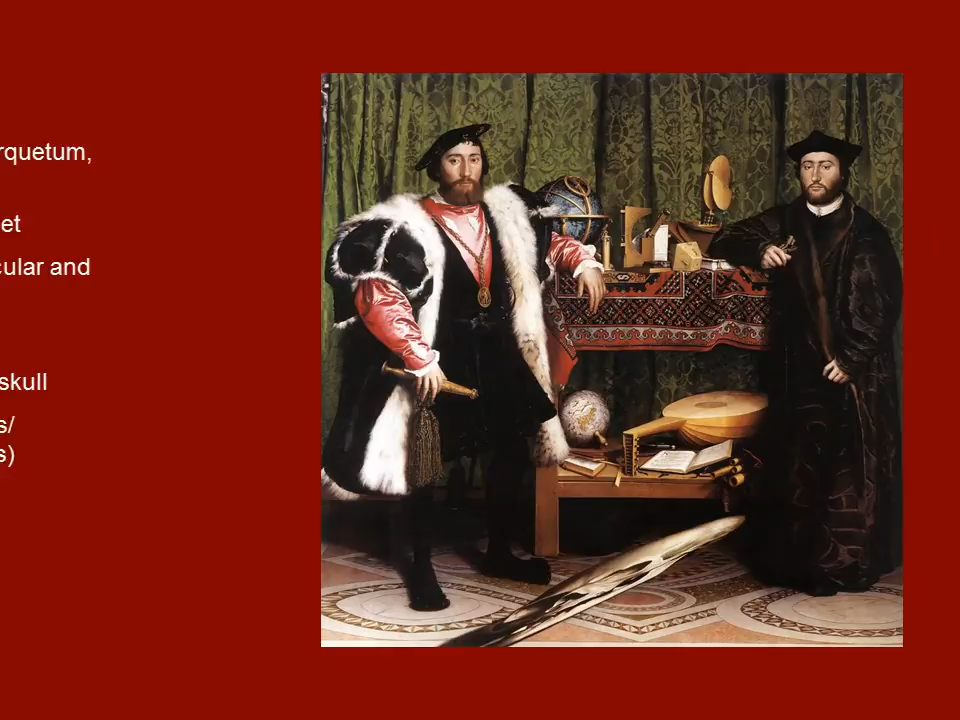 rquetum,
et
cular and
skull
s/
s)